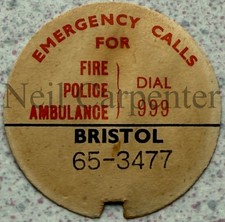 EMERGENCY CALLS
FOR
FIRE
POLICE
AMBULANCE
DIAL
999
Neil Carpenter
BRISTOL
65-3477